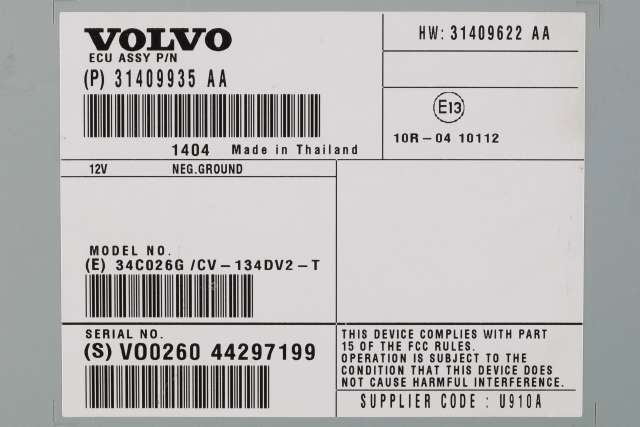 VOLVO
ECU ASSY P/N
(P) 31409935 AA
1404 Made in Thailand
HW: 31409622 AA
E13
10R-04 10112
12V NEG.GROUND
MODEL NO.
(E) 34C026G /CV-134DV2-T
SERIAL NO.
(S) VO0260 44297199
THIS DEVICE COMPLIES WITH PART
15 OF THE FCC RULES.
OPERATION IS SUBJECT TO THE
CONDITION THAT THIS DEVICE DOES
NOT CAUSE HARMFUL INTERFERENCE.
SUPPLIER CODE : U910A